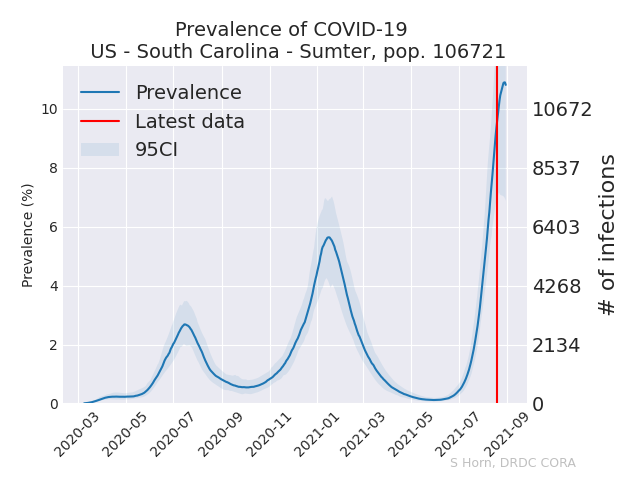 Prevalence of COVID-19
US - South Carolina - Sumter, pop. 106721
Prevalence
Latest data
95CI
Prevalence (%)
10
8
6
4
2
0
10672
8537
6403
4268
2134
0
# of infections
2020-03
2020-05
2020-07
2020-09
2020-11
2021-01
2021-03
2021-05
2021-07
2021-09
S Horn, DRDC CORA